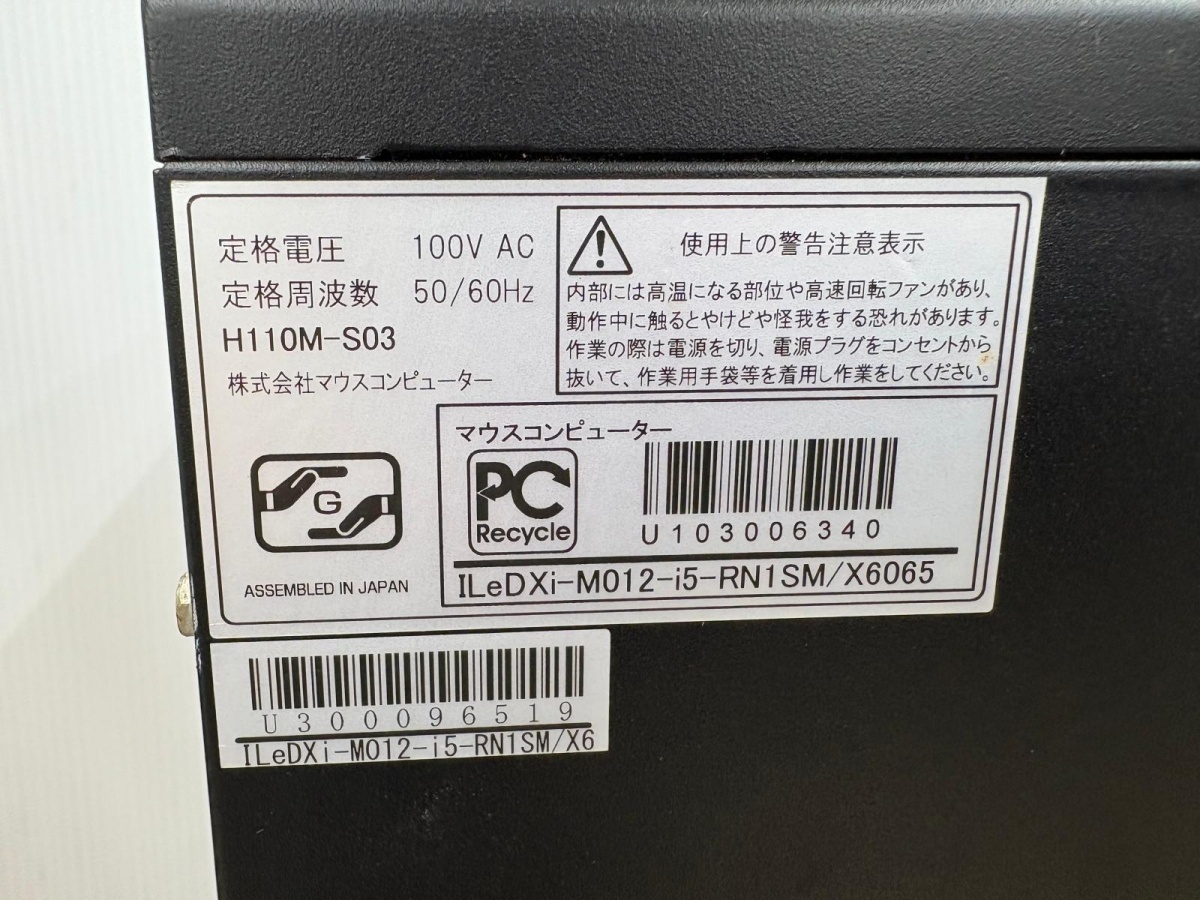 定格電圧 100V AC
定格周波数 50/60Hz
H110M-S03
株式会社マウスコンピューター
使用上の警告注意表示
内部には高温になる部位や高速回転ファンがあり、
動作中に触るとやけどや怪我をする恐れがあります。
作業の際は電源を切り、電源プラグをコンセントから
抜いて、作業用手袋等を着用し作業をしてください。
G
ASSEMBLED IN JAPAN
マウスコンピューター
PC
Recycle
U103006340
ILeDXi-M012-i5-RN1SM/X6065
U300096519
ILeDXi-M012-i5-RN1SM/X6